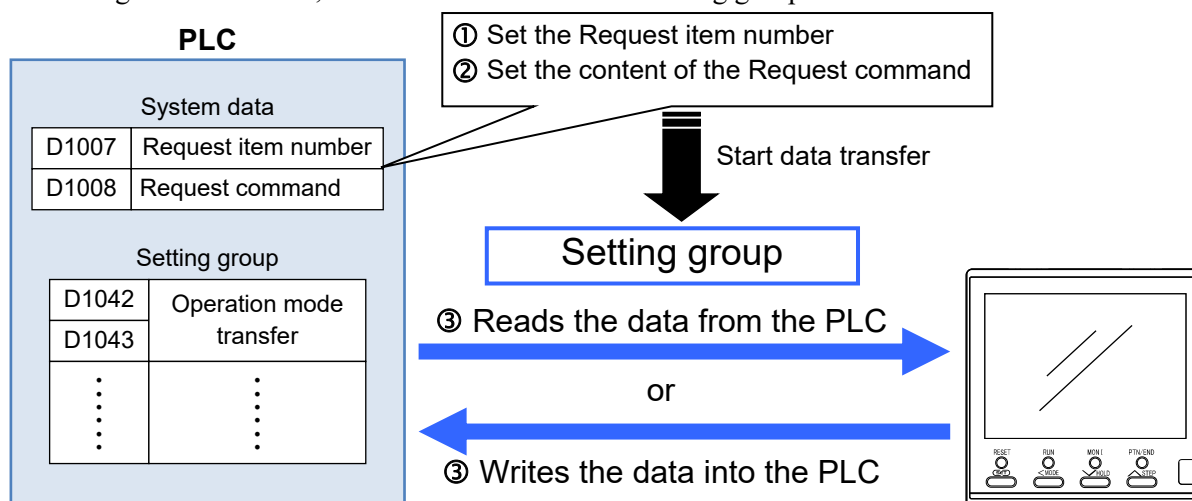 PLC
① Set the Request item number
② Set the content of the Request command
System data
D1007 Request item number
D1008 Request command
Start data transfer
Setting group
Setting group
D1042 Operation mode
D1043 transfer
③ Reads the data from the PLC
or
③ Writes the data into the PLC
RESET RUN MON I PTN/END
<MODE HOLD STEP